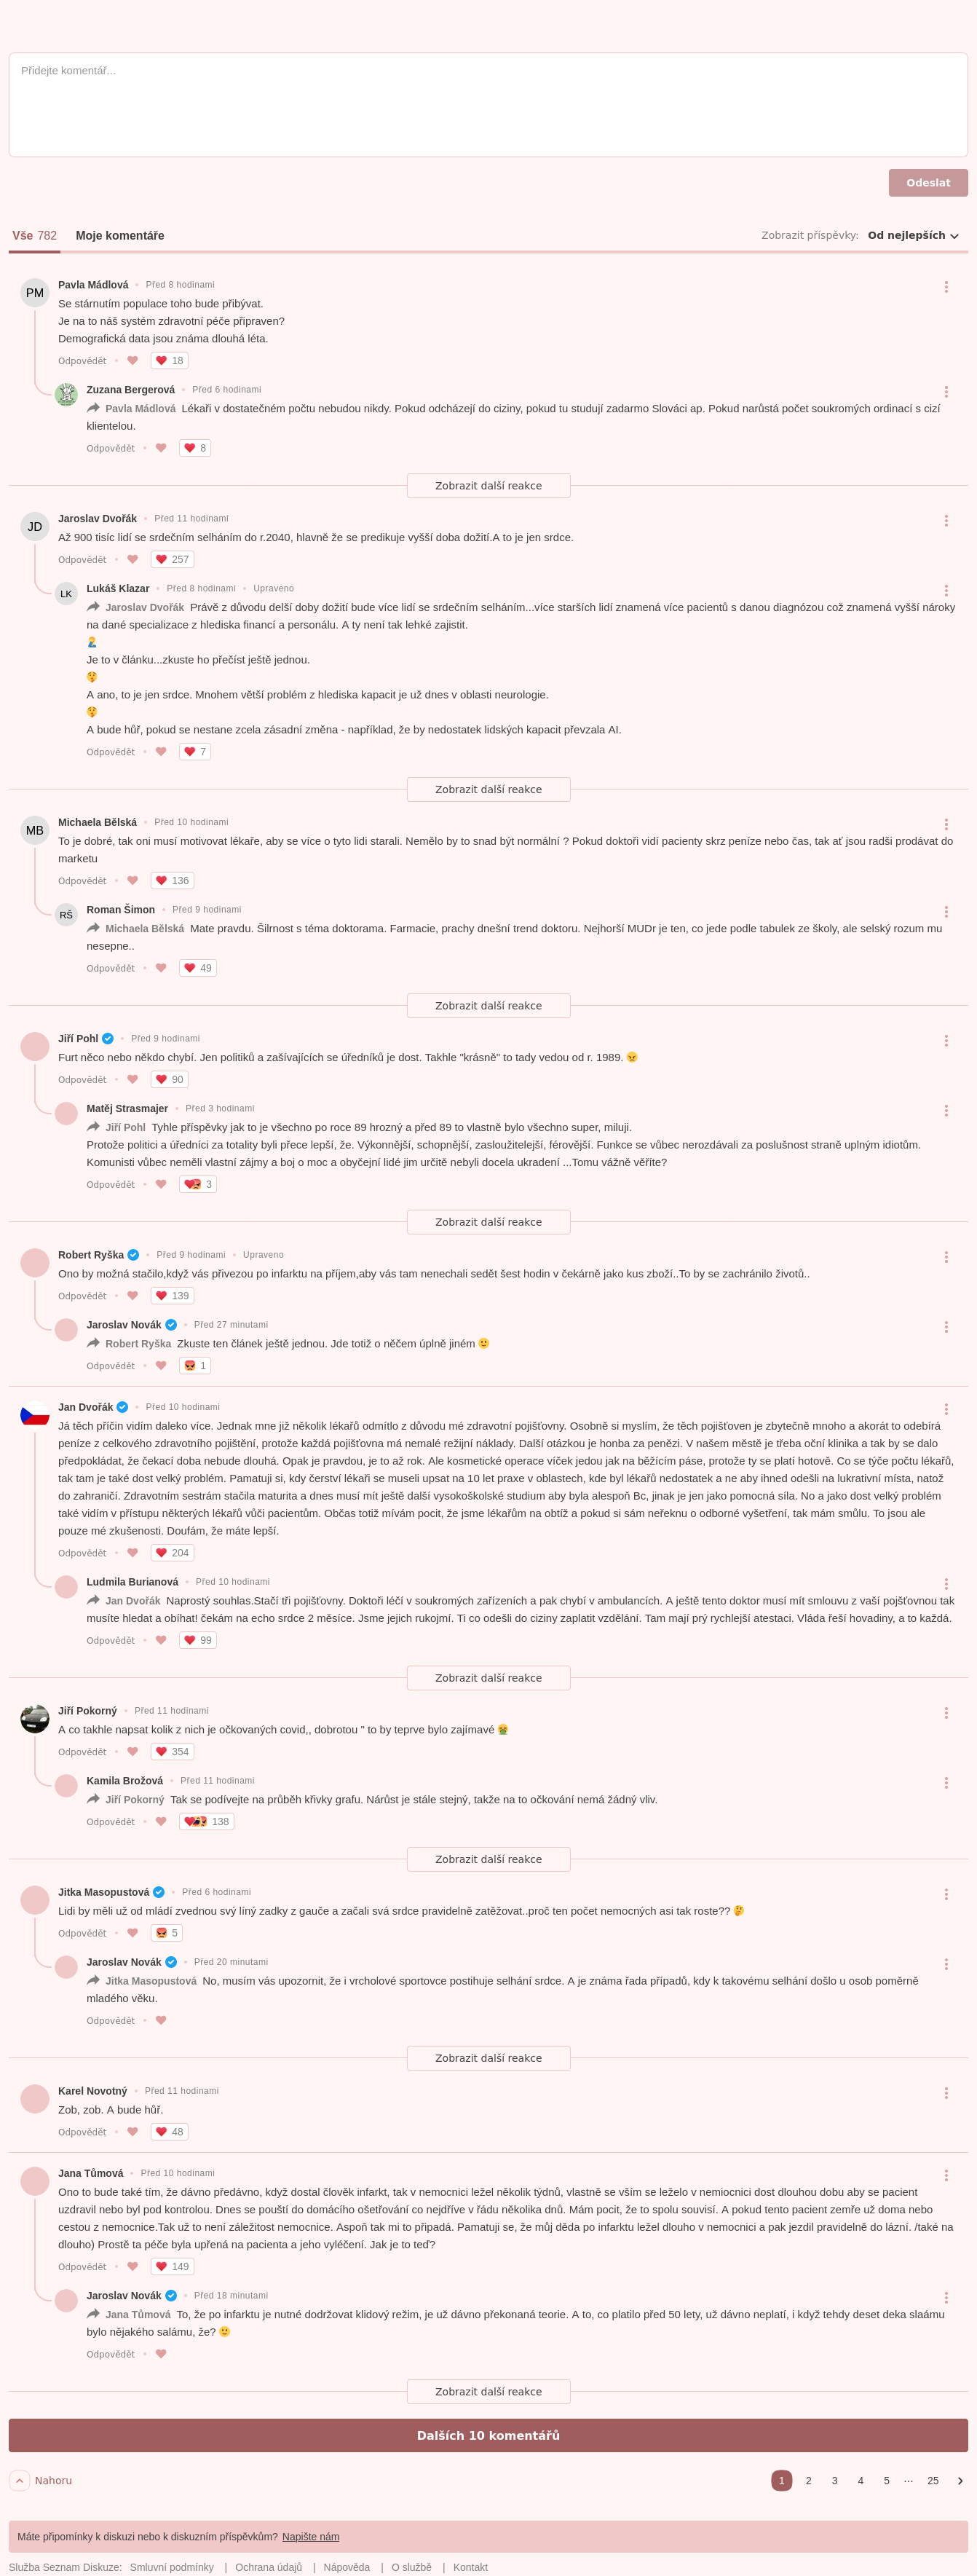 Přidejte komentář...
Odeslat
Vše 782 Moje komentáře Zobrazit příspěvky: Od nejlepších
PM Pavla Mádlová • Před 8 hodinami
Se stárnutím populace toho bude přibývat.
Je na to náš systém zdravotní péče připraven?
Demografická data jsou známa dlouhá léta.
Odpovědět • 18
Zuzana Bergerová • Před 6 hodinami
Pavla Mádlová Lékaři v dostatečném počtu nebudou nikdy. Pokud odcházejí do ciziny, pokud tu studují zadarmo Slováci ap. Pokud narůstá počet soukromých ordinací s cizí
klientelou.
Odpovědět • 8
Zobrazit další reakce
JD Jaroslav Dvořák • Před 11 hodinami
Až 900 tisíc lidí se srdečním selháním do r.2040, hlavně že se predikuje vyšší doba dožití.A to je jen srdce.
Odpovědět • 257
LK Lukáš Klazar • Před 8 hodinami • Upraveno
Jaroslav Dvořák Právě z důvodu delší doby dožití bude více lidí se srdečním selháním...více starších lidí znamená více pacientů s danou diagnózou což znamená vyšší nároky
na dané specializace z hlediska financí a personálu. A ty není tak lehké zajistit.
🤦‍♂️
Je to v článku...zkuste ho přečíst ještě jednou.
🤫
A ano, to je jen srdce. Mnohem větší problém z hlediska kapacit je už dnes v oblasti neurologie.
🤫
A bude hůř, pokud se nestane zcela zásadní změna - například, že by nedostatek lidských kapacit převzala AI.
Odpovědět • 7
Zobrazit další reakce
MB Michaela Bělská • Před 10 hodinami
To je dobré, tak oni musí motivovat lékaře, aby se více o tyto lidi starali. Nemělo by to snad být normální ? Pokud doktoři vidí pacienty skrz peníze nebo čas, tak ať jsou radši prodávat do
marketu
Odpovědět • 136
RŠ Roman Šimon • Před 9 hodinami
Michaela Bělská Mate pravdu. Šilrnost s téma doktorama. Farmacie, prachy dnešní trend doktoru. Nejhorší MUDr je ten, co jede podle tabulek ze školy, ale selský rozum mu
nesepne..
Odpovědět • 49
Zobrazit další reakce
Jiří Pohl • Před 9 hodinami
Furt něco nebo někdo chybí. Jen politiků a zašívajících se úředníků je dost. Takhle "krásně" to tady vedou od r. 1989. 😠
Odpovědět • 90
Matěj Strasmajer • Před 3 hodinami
Jiří Pohl Tyhle příspěvky jak to je všechno po roce 89 hrozný a před 89 to vlastně bylo všechno super, miluji.
Protože politici a úředníci za totality byli přece lepší, že. Výkonnější, schopnější, zasloužitelejší, férovější. Funkce se vůbec nerozdávali za poslušnost straně uplným idiotům.
Komunisti vůbec neměli vlastní zájmy a boj o moc a obyčejní lidé jim určitě nebyli docela ukradení ...Tomu vážně věříte?
Odpovědět • 3
Zobrazit další reakce
Robert Ryška • Před 9 hodinami • Upraveno
Ono by možná stačilo,když vás přivezou po infarktu na příjem,aby vás tam nenechali sedět šest hodin v čekárně jako kus zboží..To by se zachránilo životů..
Odpovědět • 139
Jaroslav Novák • Před 27 minutami
Robert Ryška Zkuste ten článek ještě jednou. Jde totiž o něčem úplně jiném 🙂
Odpovědět • 1
Jan Dvořák • Před 10 hodinami
Já těch příčin vidím daleko více. Jednak mne již několik lékařů odmítlo z důvodu mé zdravotní pojišťovny. Osobně si myslím, že těch pojišťoven je zbytečně mnoho a akorát to odebírá
peníze z celkového zdravotního pojištění, protože každá pojišťovna má nemalé režijní náklady. Další otázkou je honba za penězi. V našem městě je třeba oční klinika a tak by se dalo
předpokládat, že čekací doba nebude dlouhá. Opak je pravdou, je to až rok. Ale kosmetické operace víček jedou jak na běžícím páse, protože ty se platí hotově. Co se týče počtu lékařů,
tak tam je také dost velký problém. Pamatuji si, kdy čerství lékaři se museli upsat na 10 let praxe v oblastech, kde byl lékařů nedostatek a ne aby ihned odešli na lukrativní místa, natož
do zahraničí. Zdravotním sestrám stačila maturita a dnes musí mít ještě další vysokoškolské studium aby byla alespoň Bc, jinak je jen jako pomocná síla. No a jako dost velký problém
také vidím v přístupu některých lékařů vůči pacientům. Občas totiž mívám pocit, že jsme lékařům na obtíž a pokud si sám neřeknu o odborné vyšetření, tak mám smůlu. To jsou ale
pouze mé zkušenosti. Doufám, že máte lepší.
Odpovědět • 204
Ludmila Burianová • Před 10 hodinami
Jan Dvořák Naprostý souhlas.Stačí tři pojišťovny. Doktoři léčí v soukromých zařízeních a pak chybí v ambulancích. A ještě tento doktor musí mít smlouvu z vaší pojšťovnou tak
musíte hledat a obíhat! čekám na echo srdce 2 měsíce. Jsme jejich rukojmí. Ti co odešli do ciziny zaplatit vzdělání. Tam mají prý rychlejší atestaci. Vláda řeší hovadiny, a to každá.
Odpovědět • 99
Zobrazit další reakce
Jiří Pokorný • Před 11 hodinami
A co takhle napsat kolik z nich je očkovaných covid,, dobrotou " to by teprve bylo zajímavé 🤮
Odpovědět • 354
Kamila Brožová • Před 11 hodinami
Jiří Pokorný Tak se podívejte na průběh křivky grafu. Nárůst je stále stejný, takže na to očkování nemá žádný vliv.
Odpovědět • 138
Zobrazit další reakce
Jitka Masopustová • Před 6 hodinami
Lidi by měli už od mládí zvednou svý líný zadky z gauče a začali svá srdce pravidelně zatěžovat..proč ten počet nemocných asi tak roste?? 🤔
Odpovědět • 5
Jaroslav Novák • Před 20 minutami
Jitka Masopustová No, musím vás upozornit, že i vrcholové sportovce postihuje selhání srdce. A je známa řada případů, kdy k takovému selhání došlo u osob poměrně
mladého věku.
Odpovědět •
Zobrazit další reakce
Karel Novotný • Před 11 hodinami
Zob, zob. A bude hůř.
Odpovědět • 48
Jana Tůmová • Před 10 hodinami
Ono to bude také tím, že dávno předávno, když dostal člověk infarkt, tak v nemocnici ležel několik týdnů, vlastně se vším se leželo v nemiocnici dost dlouhou dobu aby se pacient
uzdravil nebo byl pod kontrolou. Dnes se pouští do domácího ošetřování co nejdříve v řádu několika dnů. Mám pocit, že to spolu souvisí. A pokud tento pacient zemře už doma nebo
cestou z nemocnice.Tak už to není záležitost nemocnice. Aspoň tak mi to připadá. Pamatuji se, že můj děda po infarktu ležel dlouho v nemocnici a pak jezdil pravidelně do lázní. /také na
dlouho) Prostě ta péče byla upřená na pacienta a jeho vyléčení. Jak je to teď?
Odpovědět • 149
Jaroslav Novák • Před 18 minutami
Jana Tůmová To, že po infarktu je nutné dodržovat klidový režim, je už dávno překonaná teorie. A to, co platilo před 50 lety, už dávno neplatí, i když tehdy deset deka slaámu
bylo nějakého salámu, že? 🙂
Odpovědět •
Zobrazit další reakce
Dalších 10 komentářů
Nahoru 1 2 3 4 5 ... 25
Máte připomínky k diskuzi nebo k diskuzním příspěvkům? Napište nám
Služba Seznam Diskuze: Smluvní podmínky | Ochrana údajů | Nápověda | O službě | Kontakt